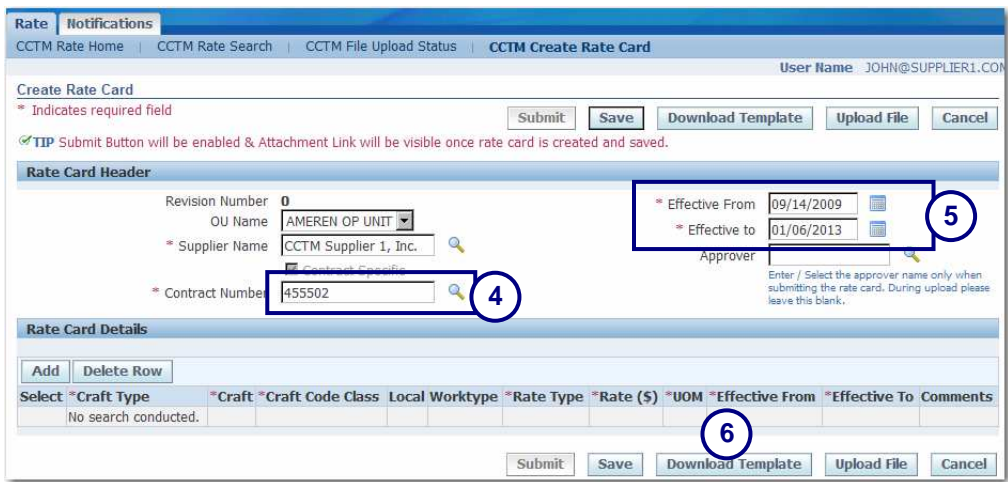 Rate Notifications
CCTM Rate Home | CCTM Rate Search | CCTM File Upload Status | CCTM Create Rate Card
User Name JOHN@SUPPLIER1.COM
Create Rate Card
* Indicates required field
Submit Save Download Template Upload File Cancel
TIP Submit Button will be enabled & Attachment Link will be visible once rate card is created and saved.
Rate Card Header
Revision Number 0
OU Name AMEREN OP UNIT
* Supplier Name CCTM Supplier 1, Inc.
Contract Specific
* Contract Number 455502
4
* Effective From 09/14/2009
* Effective to 01/06/2013
5
Approver
Enter / Select the approver name only when
submitting the rate card. During upload please
leave this blank.
Rate Card Details
Add Delete Row
Select *Craft Type *Craft *Craft Code Class Local Worktype *Rate Type *Rate ($) *UOM *Effective From *Effective To Comments
No search conducted.
6
Submit Save Download Template Upload File Cancel